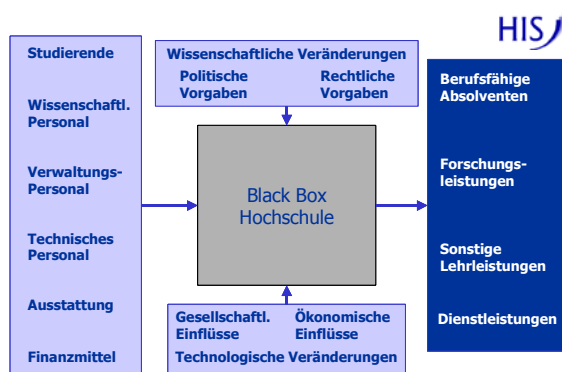 HIS
Studierende
Wissenschaftl.
Personal
Verwaltungs-
Personal
Technisches
Personal
Ausstattung
Finanzmittel
Wissenschaftliche Veränderungen
Politische
Vorgaben
Rechtliche
Vorgaben
Black Box
Hochschule
Gesellschaftl.
Einflüsse
Ökonomische
Einflüsse
Technologische Veränderungen
Berufsfähige
Absolventen
Forschungs-
leistungen
Sonstige
Lehrleistungen
Dienstleistungen